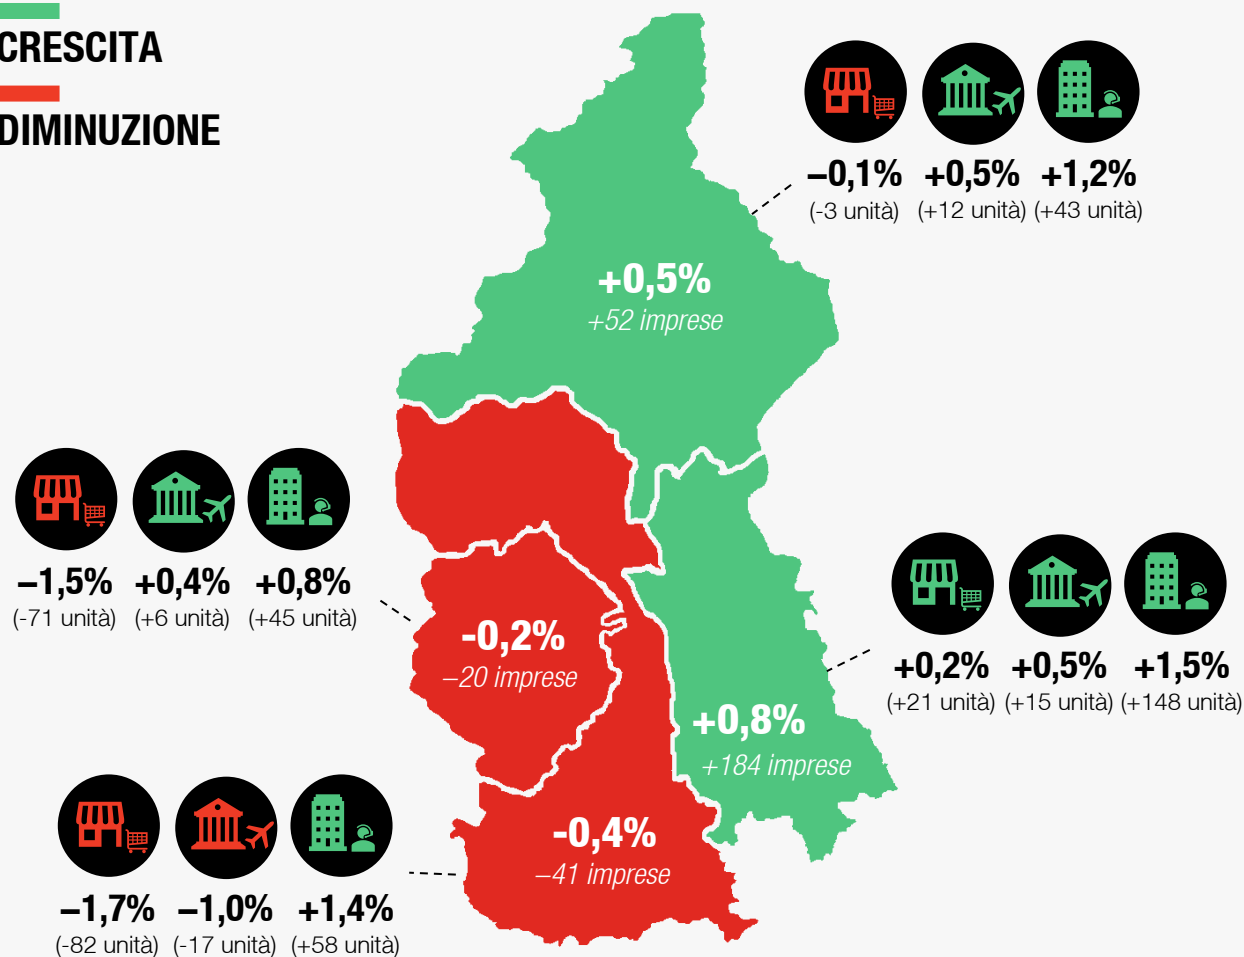 CRESCITA
DIMINUZIONE
–0,1% +0,5% +1,2%
(-3 unità) (+12 unità) (+43 unità)
+0,5%
+52 imprese
–1,5% +0,4% +0,8%
(-71 unità) (+6 unità) (+45 unità)
-0,2%
–20 imprese
+0,2% +0,5% +1,5%
(+21 unità) (+15 unità) (+148 unità)
+0,8%
+184 imprese
-0,4%
–41 imprese
–1,7% –1,0% +1,4%
(-82 unità) (-17 unità) (+58 unità)